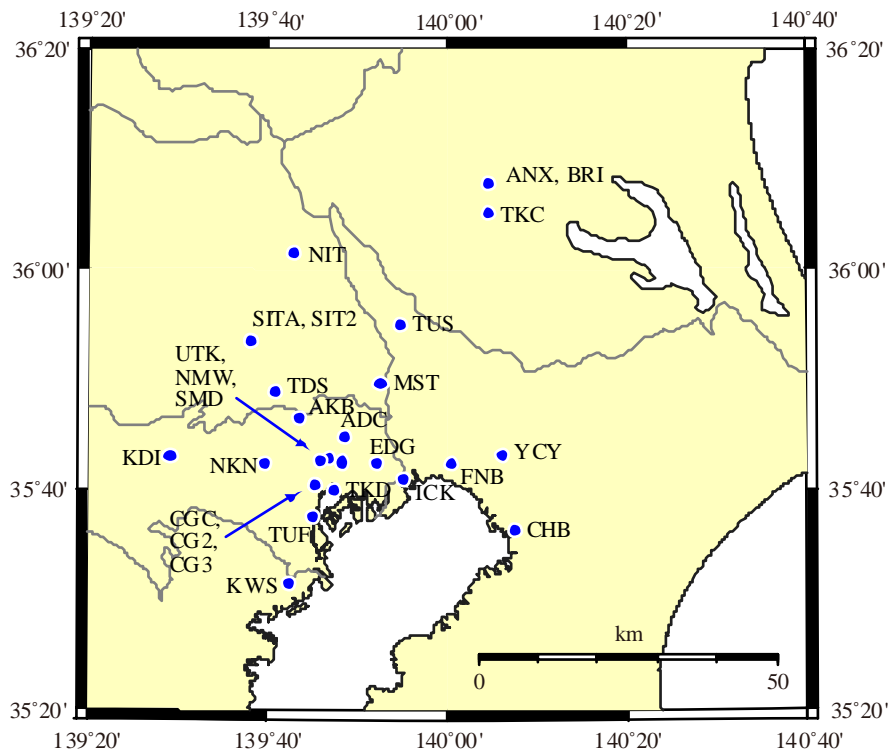 139˚20' 139˚40' 140˚00' 140˚20' 140˚40'
36˚20' 36˚20'
ANX, BRI
TKC
NIT
36˚00' 36˚00'
SITA, SIT2
TUS
UTK,
NMW,
SMD
MST
TDS
AKB
ADC
EDG
YCY
KDI
NKN
FNB
35˚40' 35˚40'
TKD
ICK
CGC,
CG2,
CG3
TUF
CHB
KWS
km
0 50
35˚20' 35˚20'
139˚20' 139˚40' 140˚00' 140˚20' 140˚40'